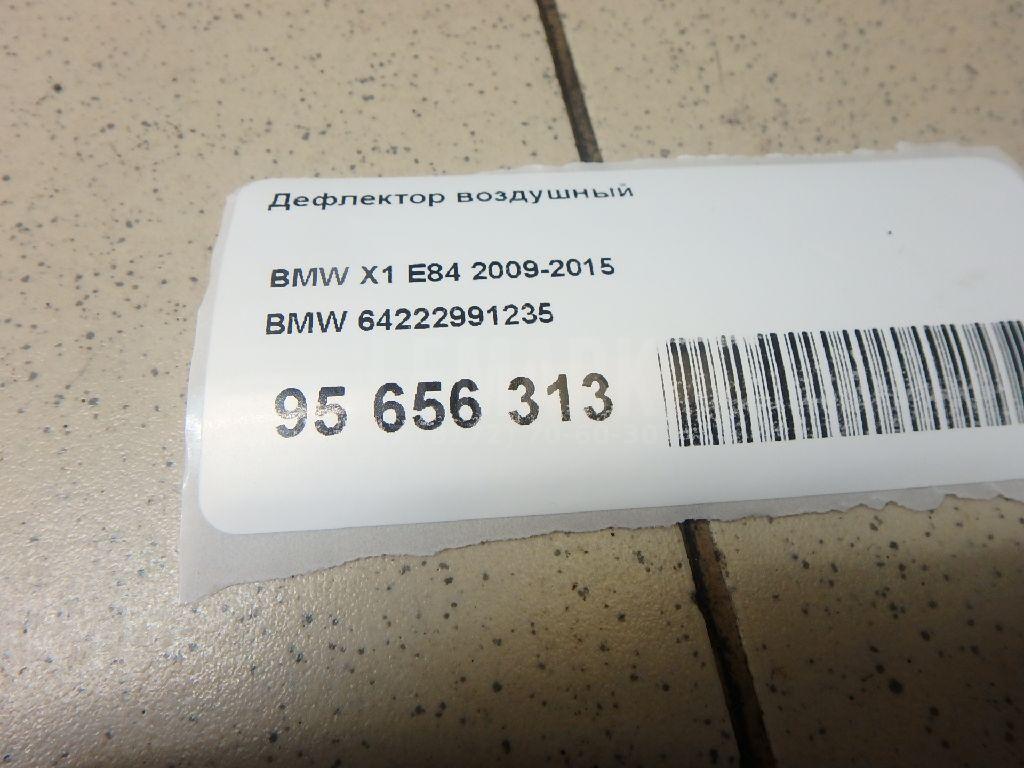 Дефлектор воздушный
BMW X1 E84 2009-2015
BMW 64222991235
95 656 313